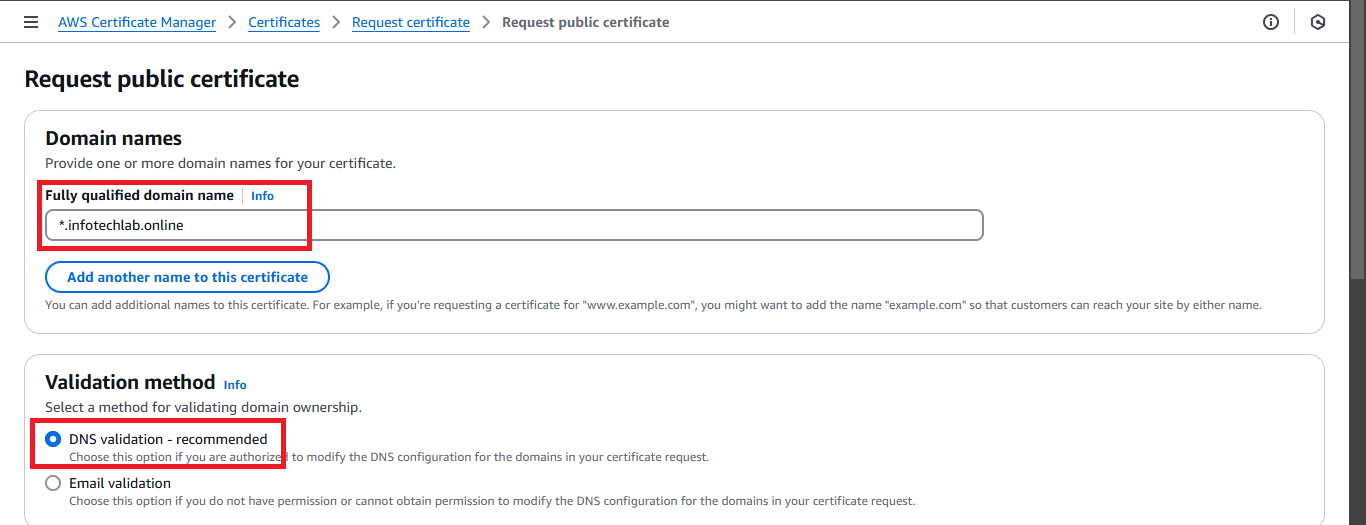 AWS Certificate Manager > Certificates > Request certificate > Request public certificate
Request public certificate
Domain names
Provide one or more domain names for your certificate.
Fully qualified domain name Info
*.infotechlab.online
Add another name to this certificate
You can add additional names to this certificate. For example, if you're requesting a certificate for "www.example.com", you might want to add the name "example.com" so that customers can reach your site by either name.
Validation method Info
Select a method for validating domain ownership.
DNS validation - recommended
Choose this option if you are authorized to modify the DNS configuration for the domains in your certificate request.
Email validation
Choose this option if you do not have permission or cannot obtain permission to modify the DNS configuration for the domains in your certificate request.